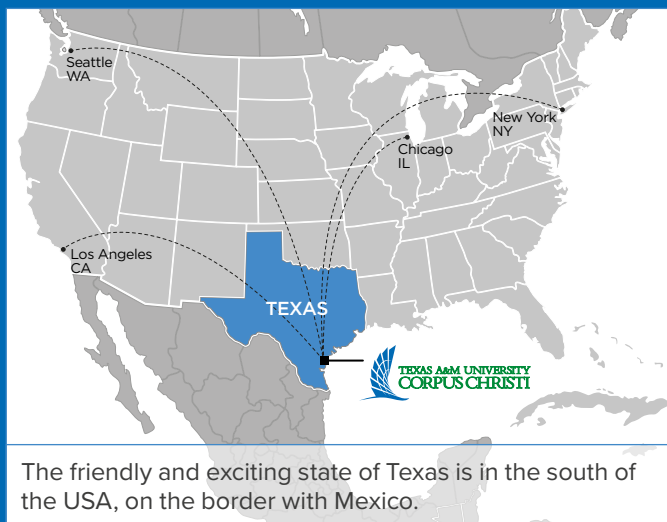 Seattle
WA
New York
NY
Chicago
IL
Los Angeles
CA
TEXAS
TEXAS A&M UNIVERSITY
CORPUS CHRISTI
The friendly and exciting state of Texas is in the south of
the USA, on the border with Mexico.